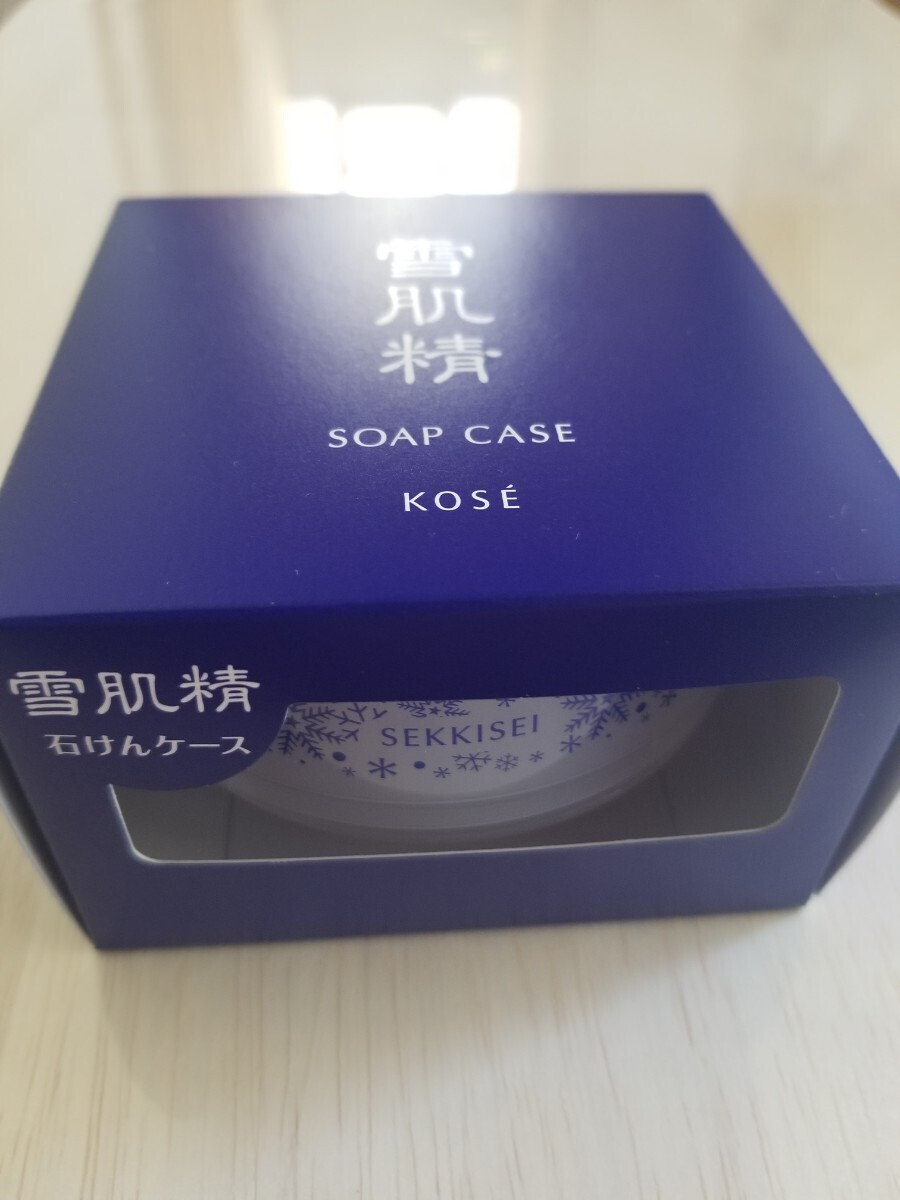 雪
肌
精
SOAP CASE
KOSÉ
雪肌精
石けんケース
SEKKISEI